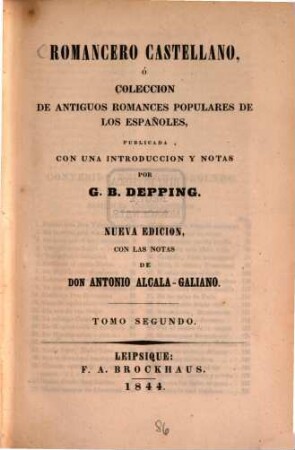 ROMANCERO CASTELLANO,
Ó
COLECCION
DE ANTIGUOS ROMANCES POPULARES DE
LOS ESPAÑOLES,
PUBLICADA
CON UNA INTRODUCCION Y NOTAS
POR
G. B. DEPPING.
NUEVA EDICION,
CON LAS NOTAS
DE
DON ANTONIO ALCALA-GALIANO.
TOMO SEGUNDO.
LEIPSIQUE:
F. A. BROCKHAUS.
1844.
86